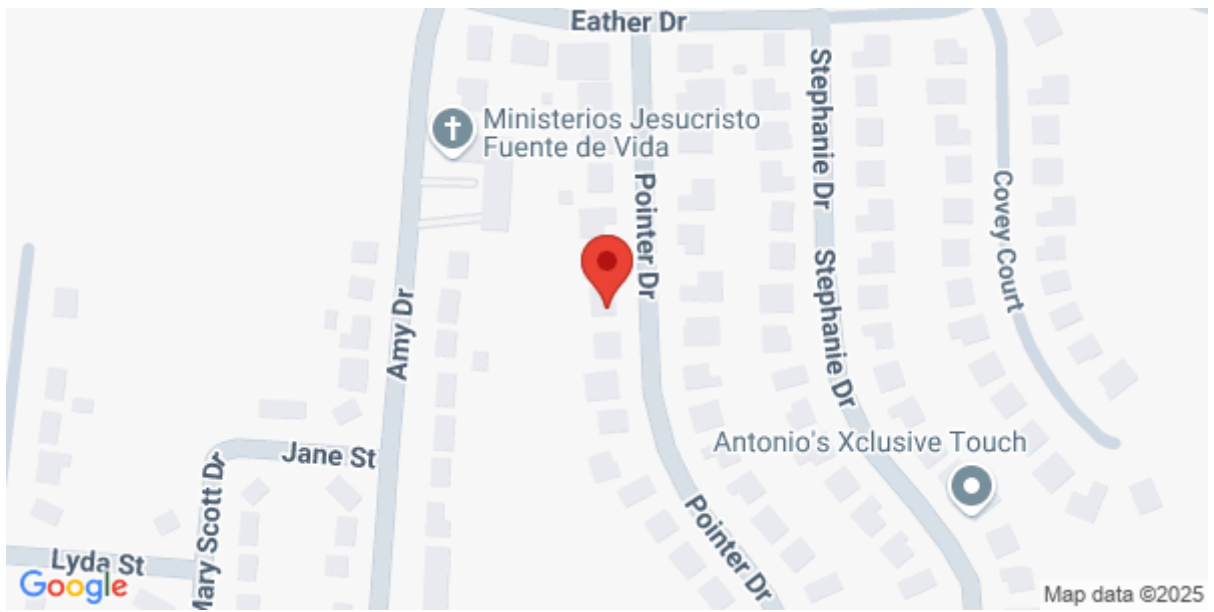 Eather Dr
Stephanie Dr
Ministerios Jesucristo
Fuente de Vida
Pointer Dr
Covey Court
Stephanie Dr
Amy Dr
Jane St
Antonio's Xclusive Touch
Mary Scott Dr
Pointer Dr
Lyda St
Google
Map data ©2025